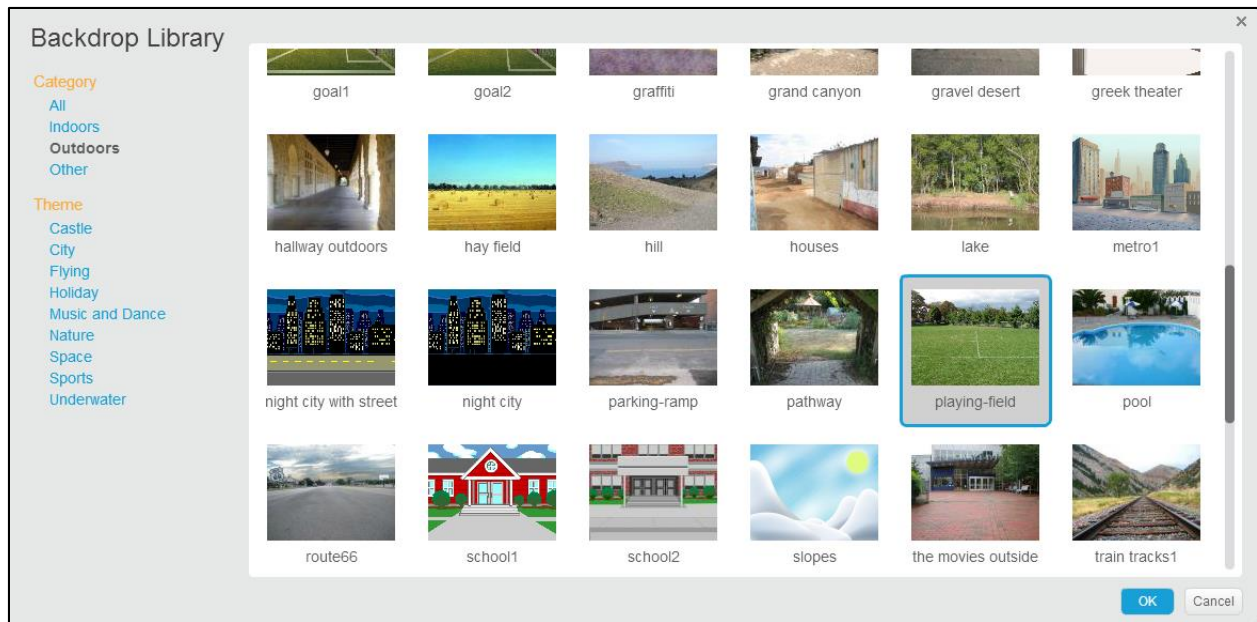 Backdrop Library
Category
All
Indoors
Outdoors
Other
Theme
Castle
City
Flying
Holiday
Music and Dance
Nature
Space
Sports
Underwater
goal1 goal2 graffiti grand canyon gravel desert greek theater
hallway outdoors hay field hill houses lake metro1
night city with street night city parking-ramp pathway playing-field pool
route66 school1 school2 slopes the movies outside train tracks1
OK Cancel